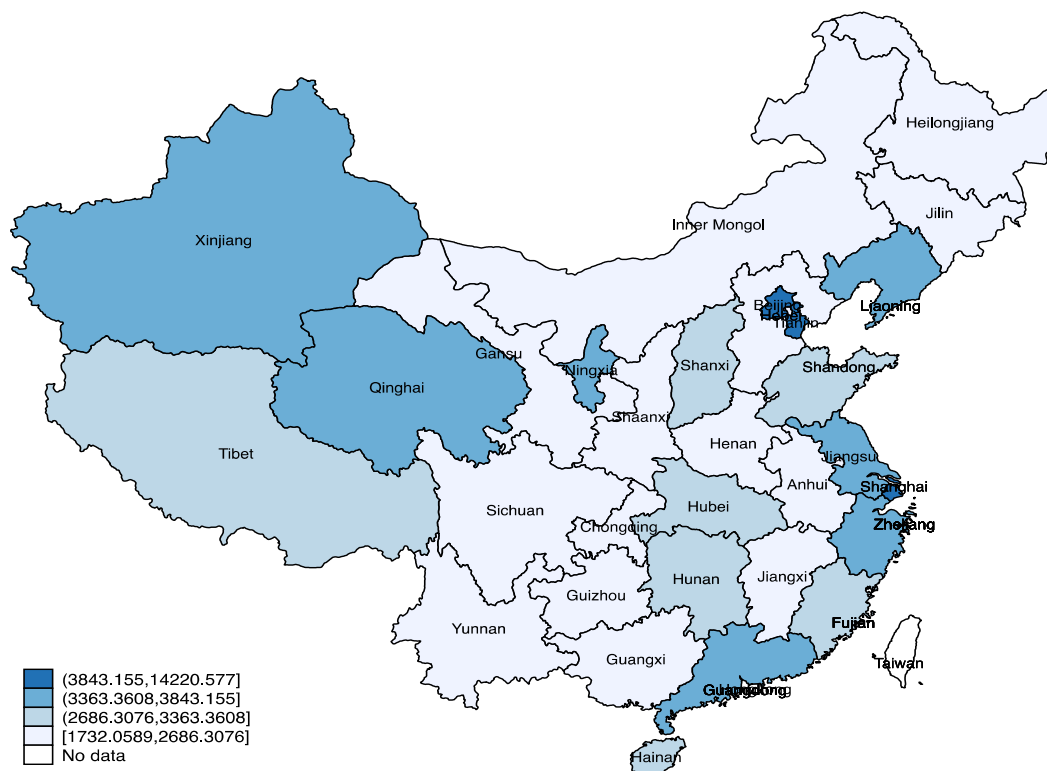 Heilongjiang
Jilin
Inner Mongol
Xinjiang
Beijing
Hebei
Tianjin
Liaoning
Gansu
Ningxia
Shanxi
Shandong
Qinghai
Shaanxi
Henan
Jiangsu
Tibet
Anhui
Shanghai
Sichuan
Hubei
Chongqing
Zhejiang
Hunan
Jiangxi
Guizhou
Fujian
Yunnan
Guangxi
Taiwan
Guangdong
Hainan
(3843.155,14220.577]
(3363.3608,3843.155]
(2686.3076,3363.3608]
[1732.0589,2686.3076]
No data